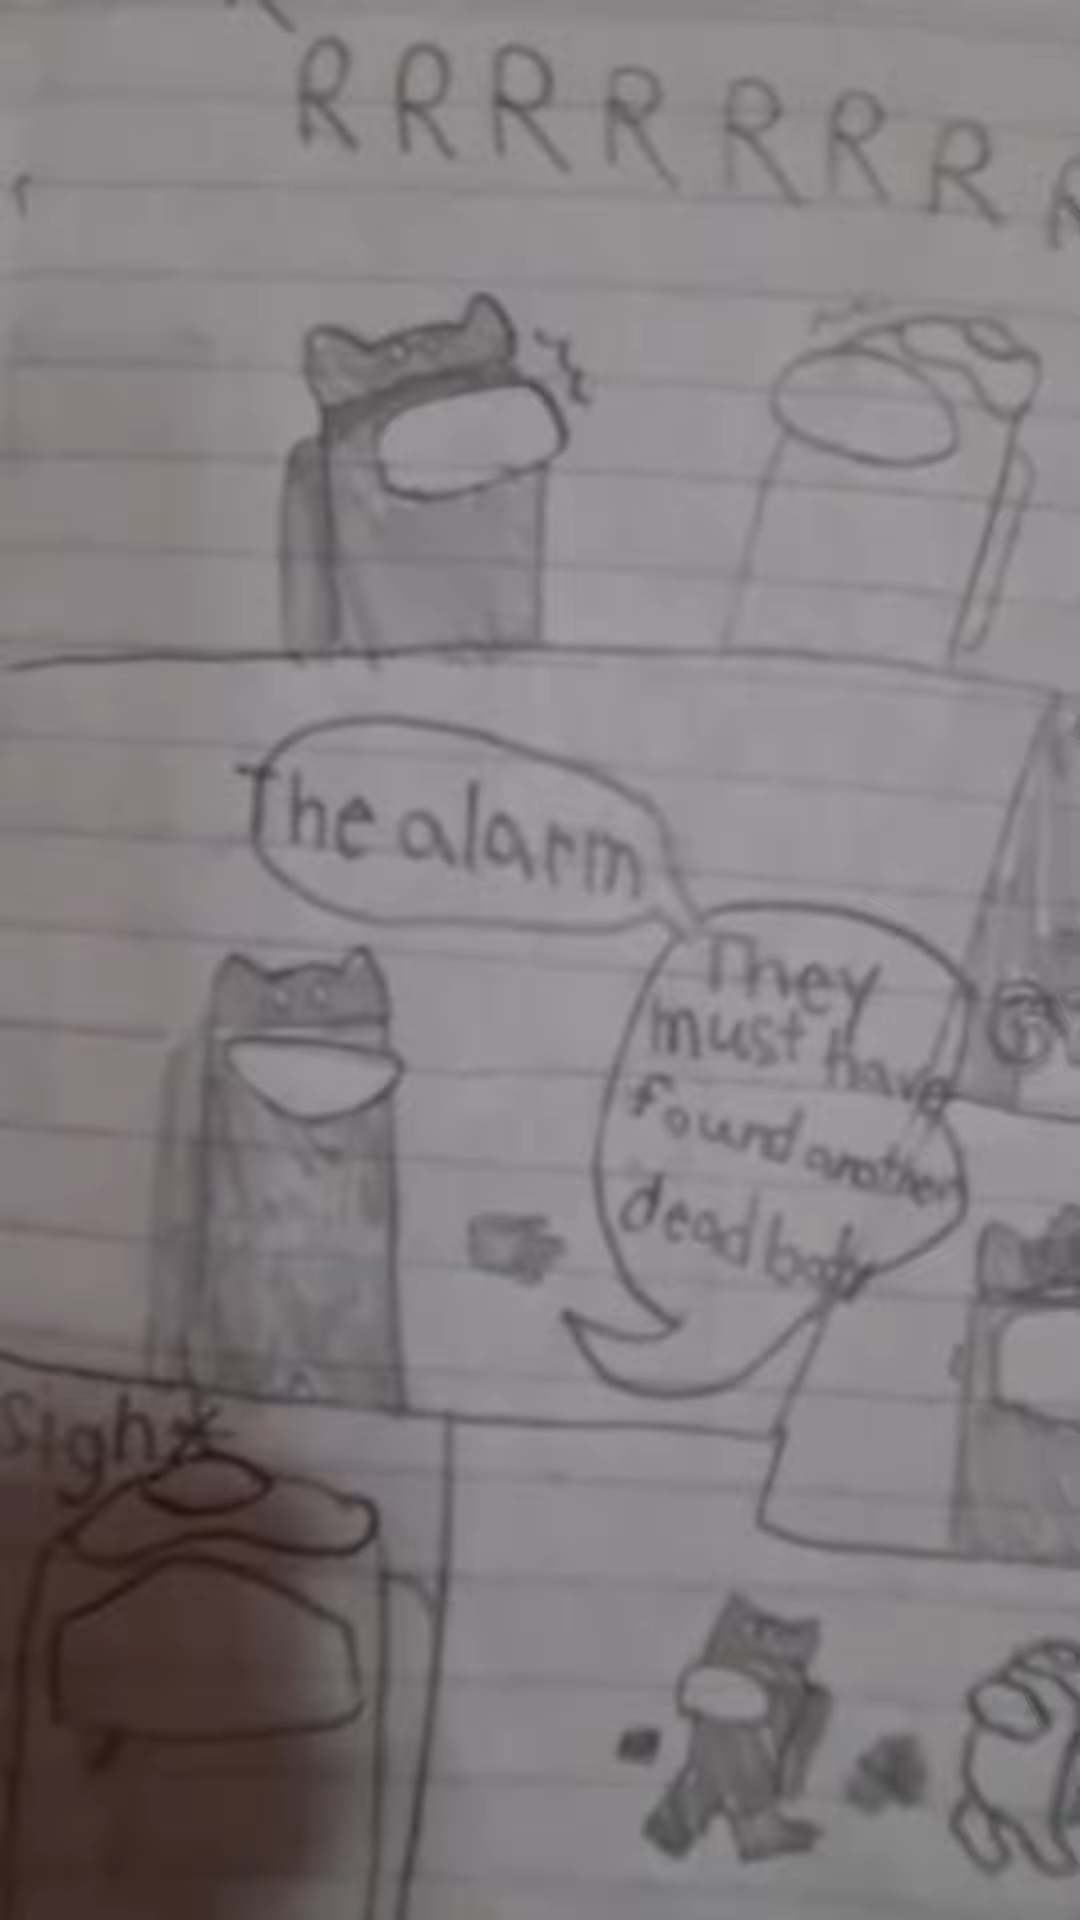 RRRRRRRR
The alarm
They
must have
found another
dead body
Sigh*